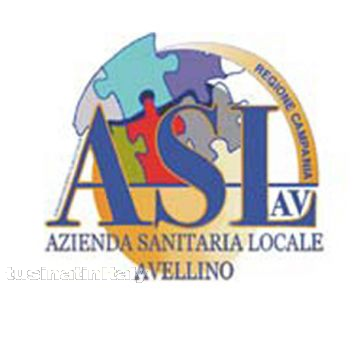 REGIONE CAMPANIA
ASL AV
AZIENDA SANITARIA LOCALE
AVELLINO